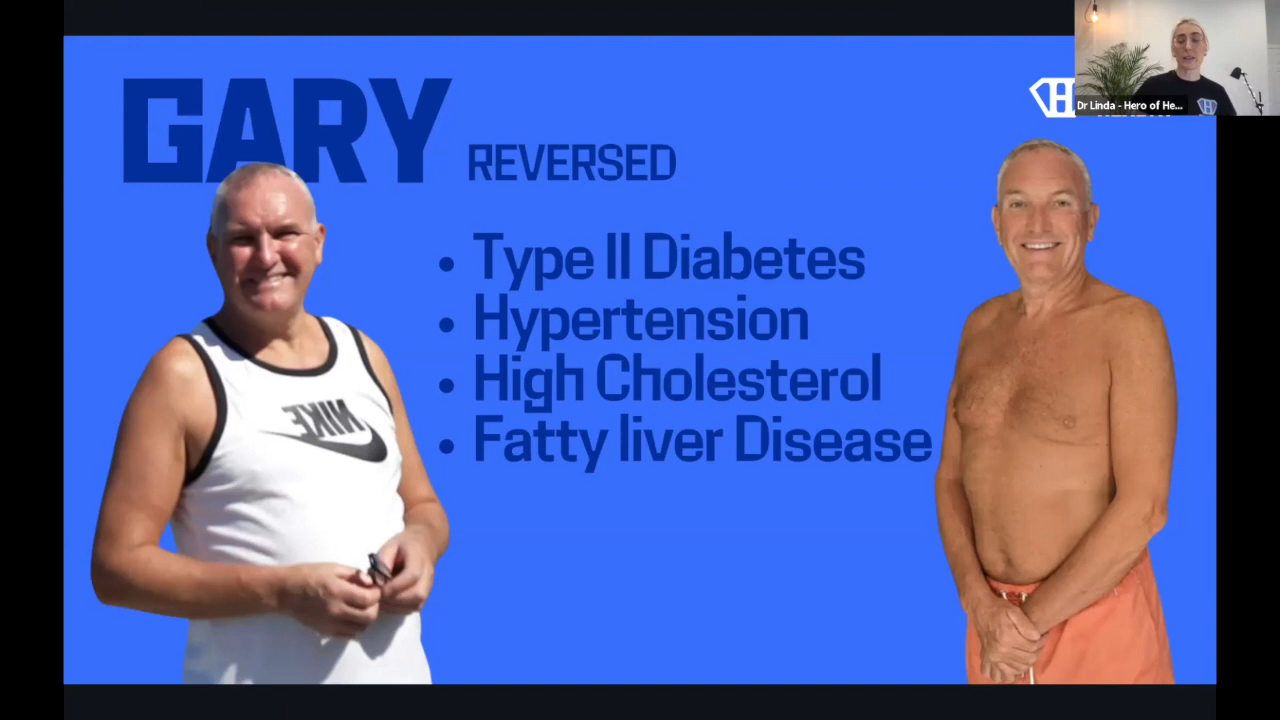 GARY REVERSED
• Type II Diabetes
• Hypertension
• High Cholesterol
• Fatty liver Disease
NIKE
H
Dr Linda - Hero of He...